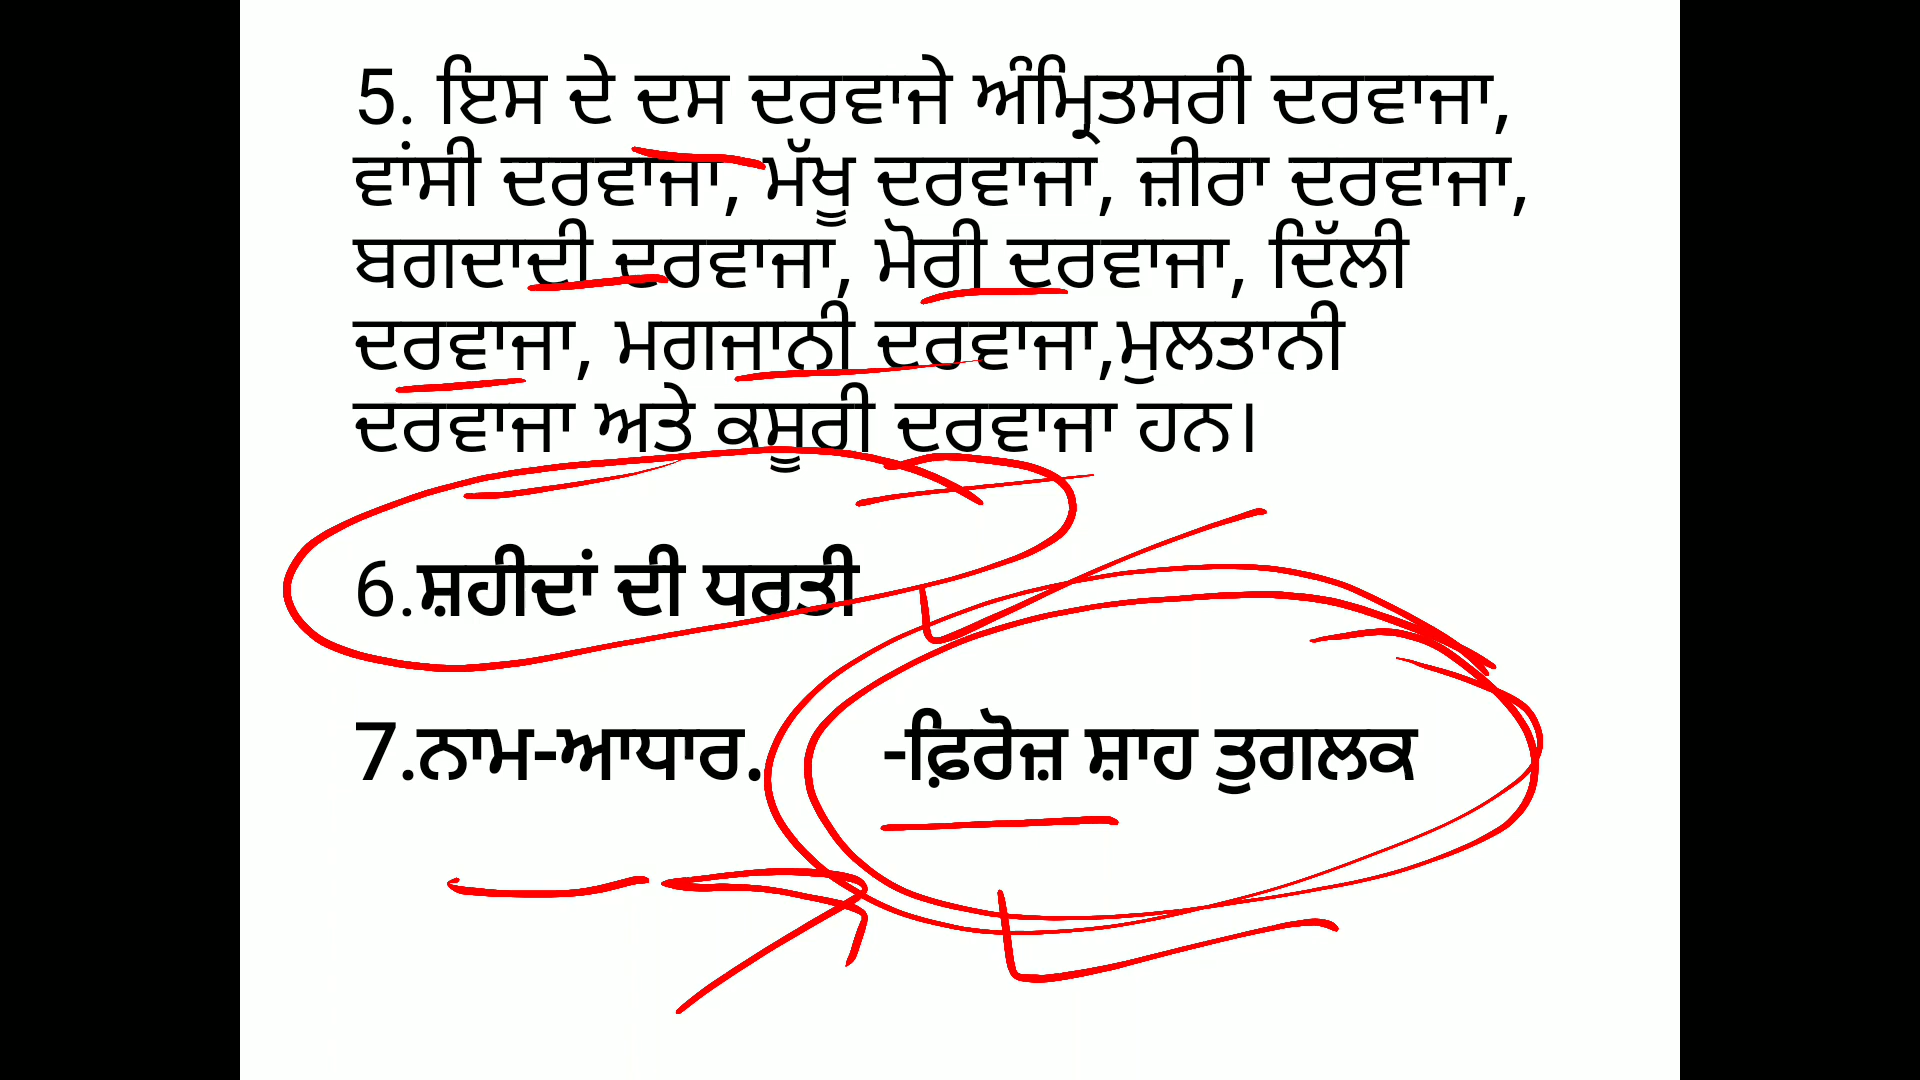 5. ਇਸ ਦੇ ਦਸ ਦਰਵਾਜੇ ਅੰਮ੍ਰਿਤਸਰੀ ਦਰਵਾਜਾ,
ਵਾਂਸੀ ਦਰਵਾਜਾ, ਮੱਖੂ ਦਰਵਾਜਾ, ਜ਼ੀਰਾ ਦਰਵਾਜਾ,
ਬਗਦਾਦੀ ਦਰਵਾਜਾ, ਮੋਰੀ ਦਰਵਾਜਾ, ਦਿੱਲੀ
ਦਰਵਾਜਾ, ਮਗਜਾਨੀ ਦਰਵਾਜਾ,ਮੁਲਤਾਨੀ
ਦਰਵਾਜਾ ਅਤੇ ਕਸੂਰੀ ਦਰਵਾਜਾ ਹਨ।
6.ਸ਼ਹੀਦਾਂ ਦੀ ਧਰਤੀ
7.ਨਾਮ-ਆਧਾਰ. -ਫ਼ਿਰੋਜ਼ ਸ਼ਾਹ ਤੁਗਲਕ